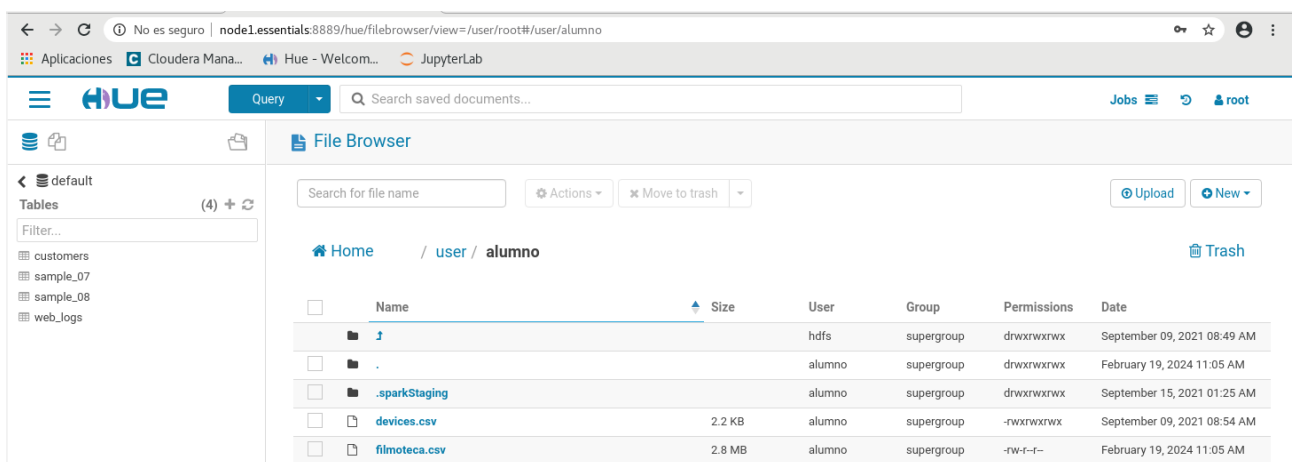 No es seguro | node1.essentials:8889/hue/filebrowser/view=/user/root#/user/alumno
Aplicaciones Cloudera Mana... Hue - Welcom... JupyterLab
HUE Query Search saved documents... Jobs root
File Browser
default
Tables (4)
Filter...
customers
sample_07
sample_08
web_logs
Search for file name Actions Move to trash Upload New
Home / user / alumno Trash
Name Size User Group Permissions Date
hdfs supergroup drwxrwxrwx September 09, 2021 08:49 AM
. alumno supergroup drwxrwxrwx February 19, 2024 11:05 AM
.sparkStaging alumno supergroup drwxrwxrwx September 15, 2021 01:25 AM
devices.csv 2.2 KB alumno supergroup -rwxrwxrwx September 09, 2021 08:54 AM
filmoteca.csv 2.8 MB alumno supergroup -rw-r--r-- February 19, 2024 11:05 AM